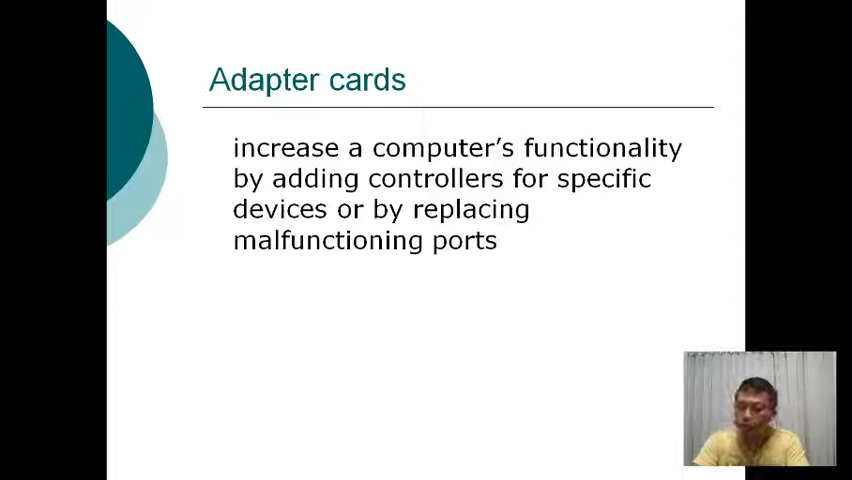 Adapter cards
increase a computer's functionality
by adding controllers for specific
devices or by replacing
malfunctioning ports